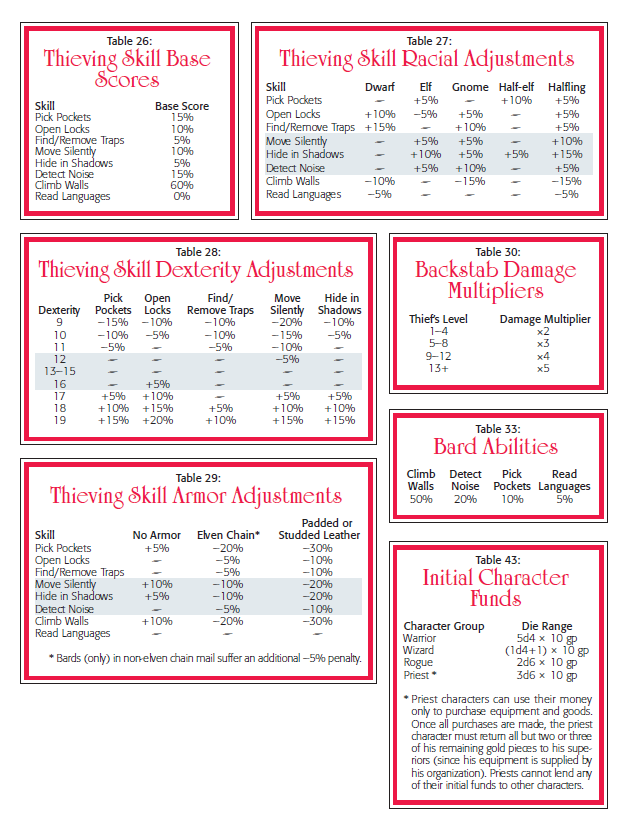 Table 26:
Thieving Skill Base
Scores
Skill Base Score
Pick Pockets 15%
Open Locks 10%
Find/Remove Traps 5%
Move Silently 10%
Hide in Shadows 5%
Detect Noise 15%
Climb Walls 60%
Read Languages 0%
Table 27:
Thieving Skill Racial Adjustments
Skill Dwarf Elf Gnome Half-elf Halfling
Pick Pockets – +5% – +10% +5%
Open Locks +10% –5% +5% – +5%
Find/Remove Traps +15% – +10% – +5%
Move Silently – +5% +5% – +10%
Hide in Shadows – +10% +5% +5% +15%
Detect Noise – +5% +10% – +5%
Climb Walls –10% – –15% – –15%
Read Languages –5% – – – –5%
Table 28:
Thieving Skill Dexterity Adjustments
Pick Open Find/ Move Hide in
Dexterity Pockets Locks Remove Traps Silently Shadows
9 –15% –10% –10% –20% –10%
10 –10% –5% –10% –15% –5%
11 –5% – –5% –10% –
12 – – – –5% –
13–15 – – – – –
16 – +5% – – –
17 +5% +10% – +5% +5%
18 +10% +15% +5% +10% +10%
19 +15% +20% +10% +15% +15%
Table 30:
Backstab Damage
Multipliers
Thief's Level Damage Multiplier
1–4 ×2
5–8 ×3
9–12 ×4
13+ ×5
Table 33:
Bard Abilities
Climb Detect Pick Read
Walls Noise Pockets Languages
50% 20% 10% 5%
Table 29:
Thieving Skill Armor Adjustments
Padded or
Skill No Armor Elven Chain* Studded Leather
Pick Pockets +5% –20% –30%
Open Locks – –5% –10%
Find/Remove Traps – –5% –10%
Move Silently +10% –10% –20%
Hide in Shadows +5% –10% –20%
Detect Noise – –5% –10%
Climb Walls +10% –20% –30%
Read Languages – – –
* Bards (only) in non-elven chain mail suffer an additional –5% penalty.
Table 43:
Initial Character
Funds
Character Group Die Range
Warrior 5d4 × 10 gp
Wizard (1d4+1) × 10 gp
Rogue 2d6 × 10 gp
Priest * 3d6 × 10 gp
* Priest characters can use their money
only to purchase equipment and goods.
Once all purchases are made, the priest
character must return all but two or three
of his remaining gold pieces to his supe-
riors (since his equipment is supplied by
his organization). Priests cannot lend any
of their initial funds to other characters.